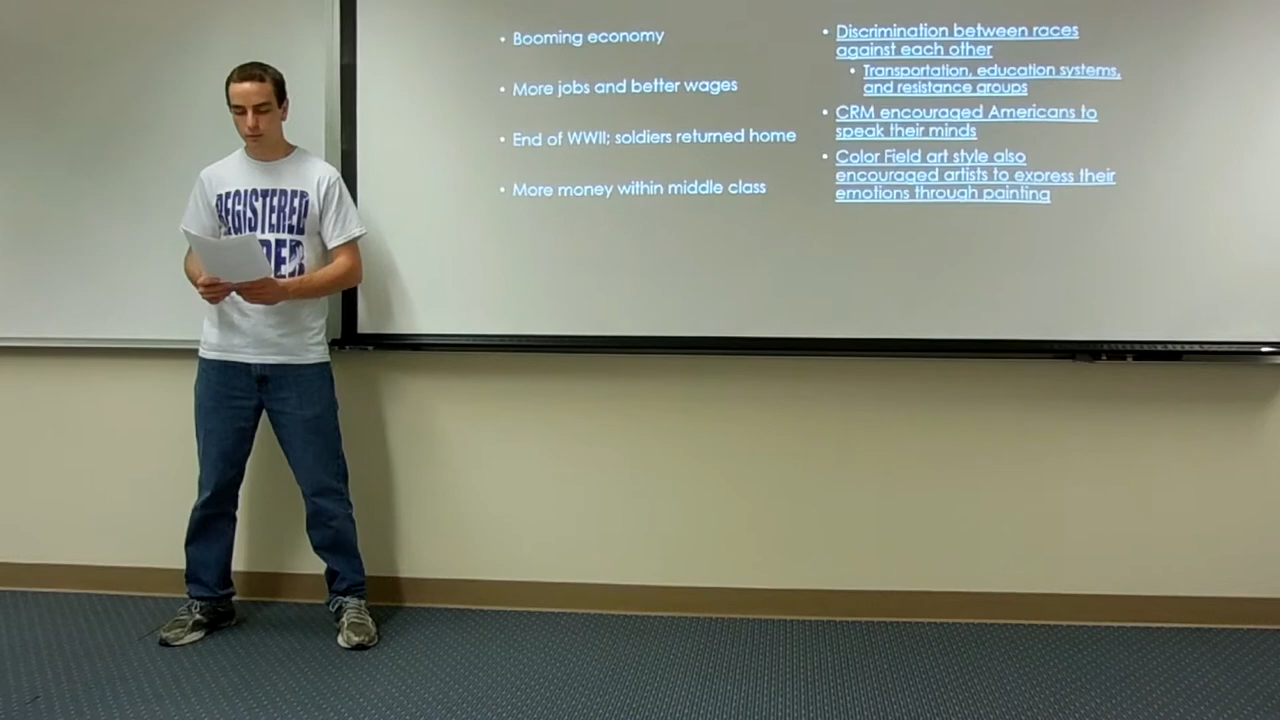 • Booming economy
• More jobs and better wages
• End of WWII; soldiers returned home
• More money within middle class
• Discrimination between races
against each other
• Transportation, education systems,
and resistance groups
• CRM encouraged Americans to
speak their minds
• Color Field art style also
encouraged artists to express their
emotions through painting
REGISTERED